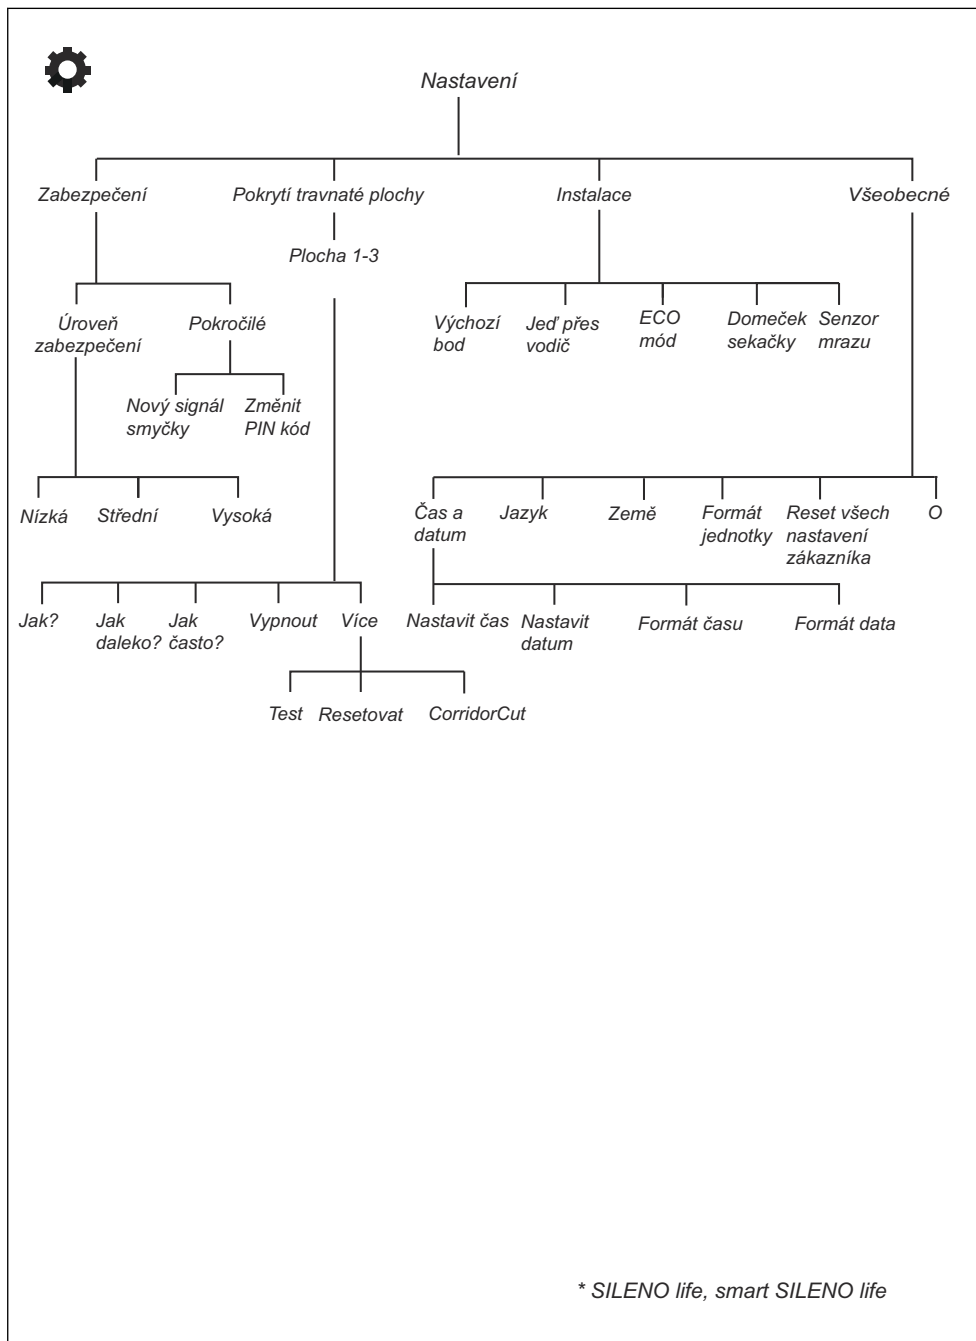 Nastavení
Zabezpečení
Pokrytí travnaté plochy
Instalace
Všeobecné
Plocha 1-3
Úroveň
zabezpečení
Pokročilé
Výchozí
bod
Jeď přes
vodič
ECO
mód
Domeček
sekačky
Senzor
mrazu
Nový signál
smyčky
Změnit
PIN kód
Nízká
Střední
Vysoká
Čas a
datum
Jazyk
Země
Formát
jednotky
Reset všech
nastavení
zákazníka
O
Jak?
Jak
daleko?
Jak
často?
Vypnout
Více
Nastavit čas
Nastavit
datum
Formát času
Formát data
Test
Resetovat
CorridorCut
* SILENO life, smart SILENO life